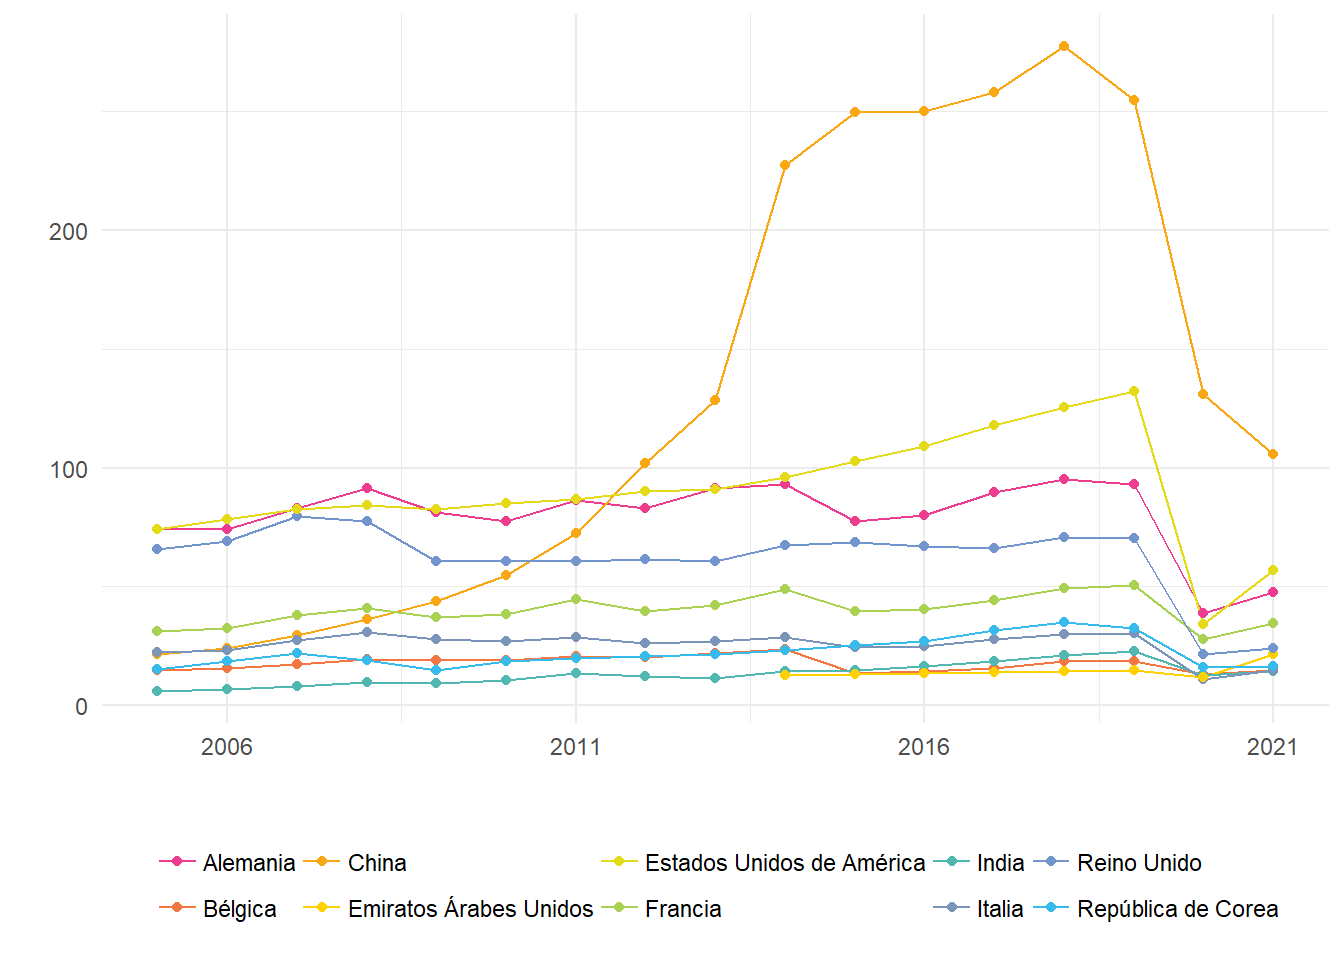 200
100
0
2006 2011 2016 2021
Alemania China Estados Unidos de América India Reino Unido
Bélgica Emiratos Árabes Unidos Francia Italia República de Corea